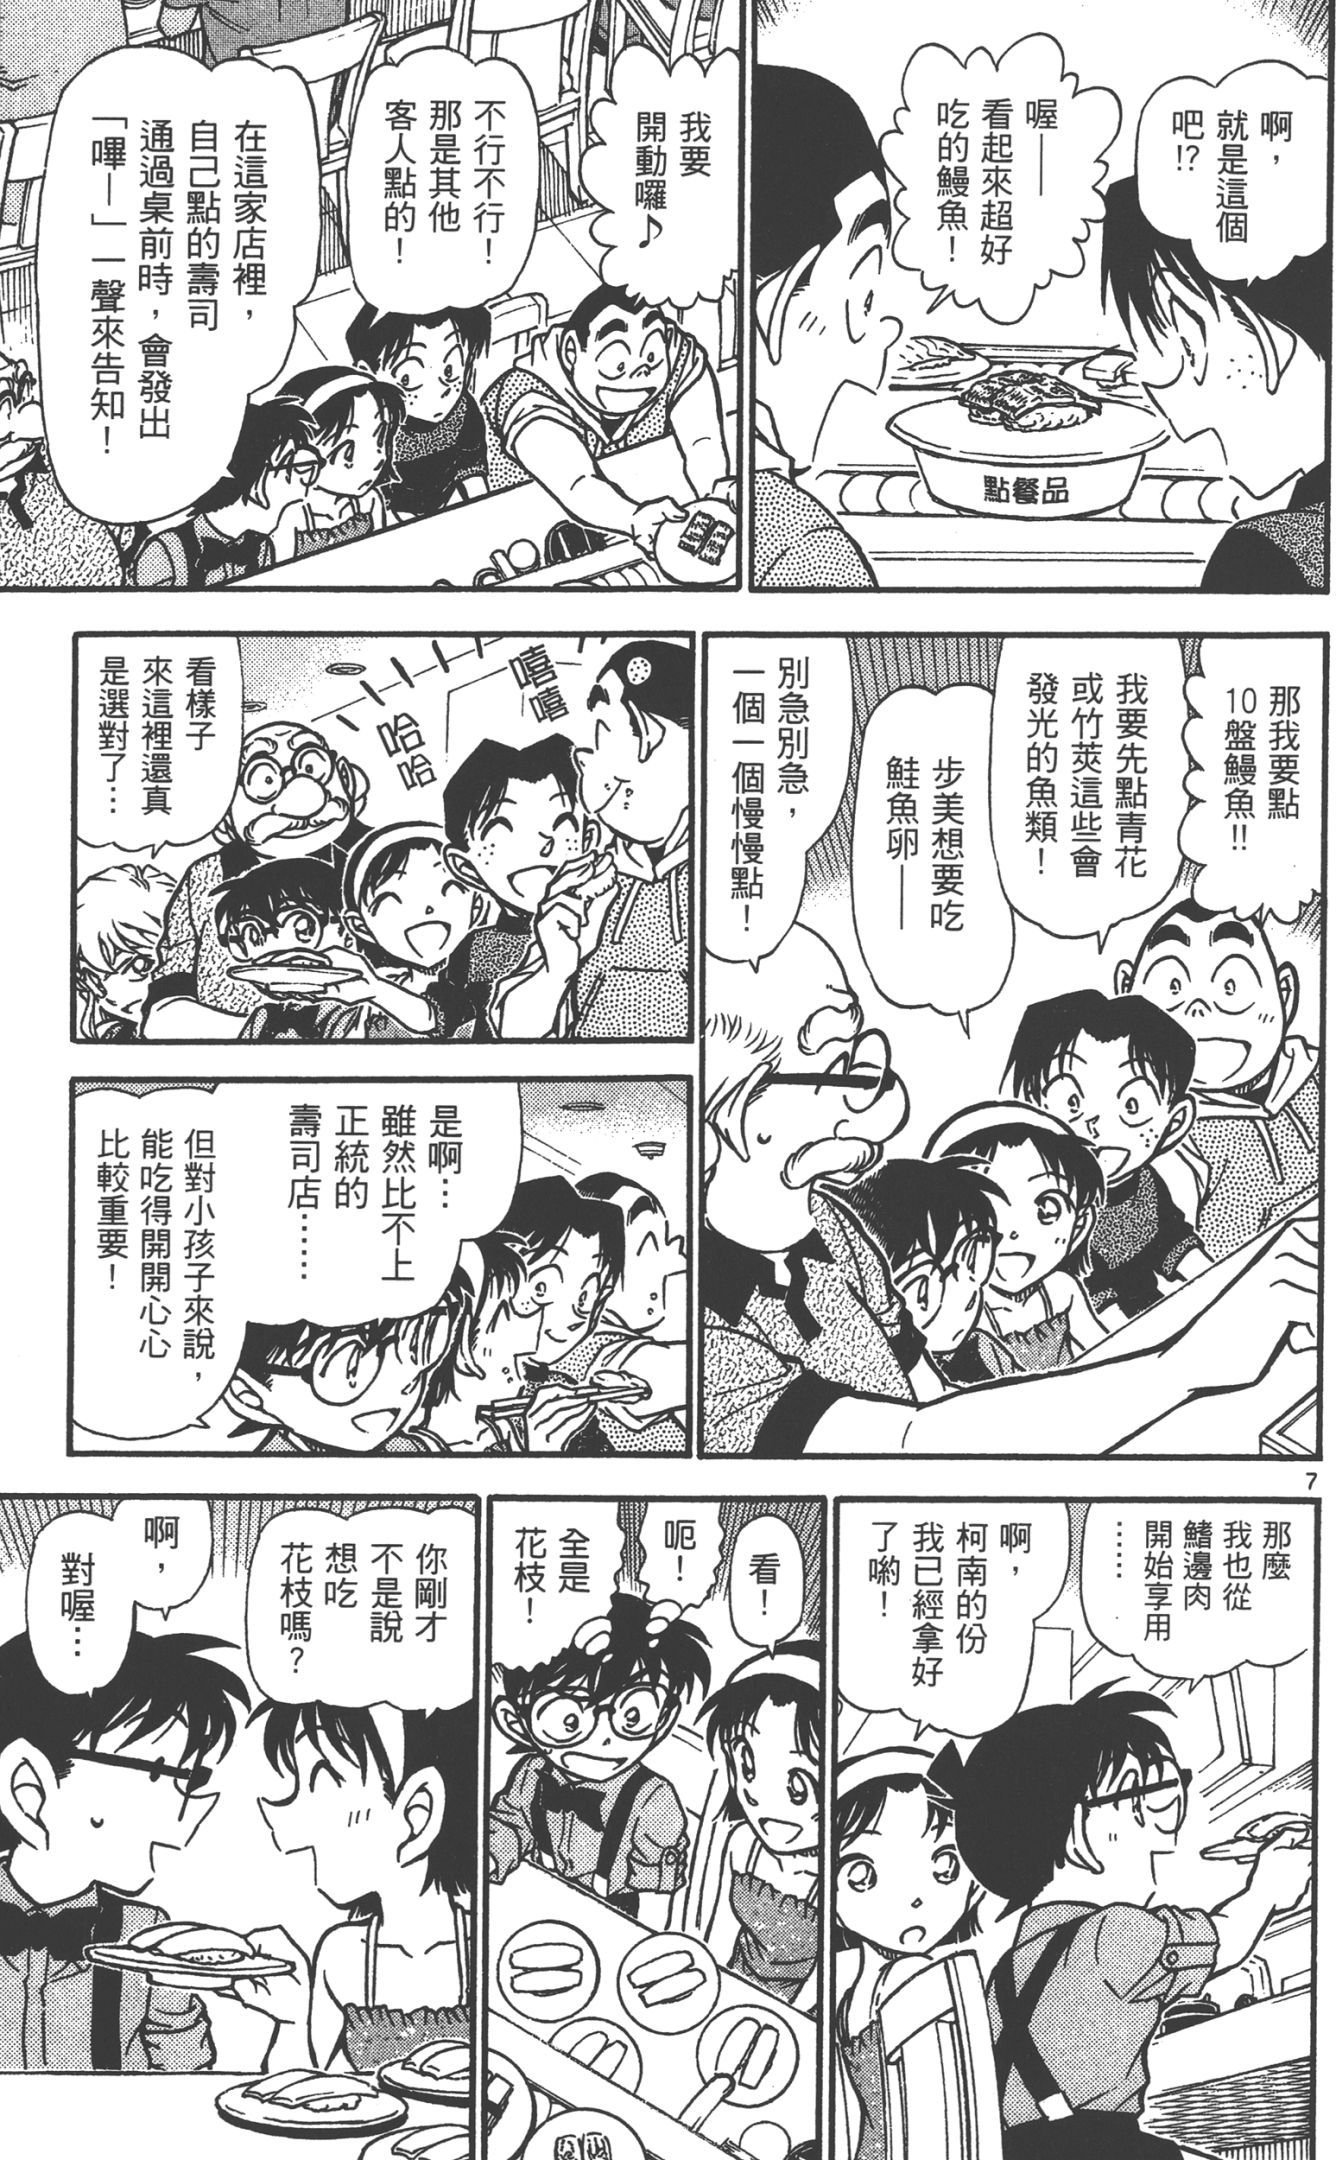 啊，
就是這個
吧!?
喔——
看起來超好
吃的鰻魚！
點餐品
我要
開動囉♪
不行不行！
那是其他
客人點的！
在這家店裡，
自己點的壽司
通過桌前時，會發出
「嗶—」一聲來告知！
那我要點
10盤鰻魚!!
我要先點青花
或竹莢這些會
發光的魚類！
步美想要吃
鮭魚卵——
別急別急，
一個一個慢慢點！
嘻嘻
哈哈
看樣子
來這裡還真
是選對了…
是啊…
雖然比不上
正統的
壽司店……
但對小孩子來說，
能吃得開開心心
比較重要！
7
那麼
我也從
鰭邊肉
開始享用
……
啊，
柯南的份
我已經拿好
了喲！
看！
呃！
全是
花枝！
你剛才
不是說
想吃
花枝嗎？
啊，
對喔…